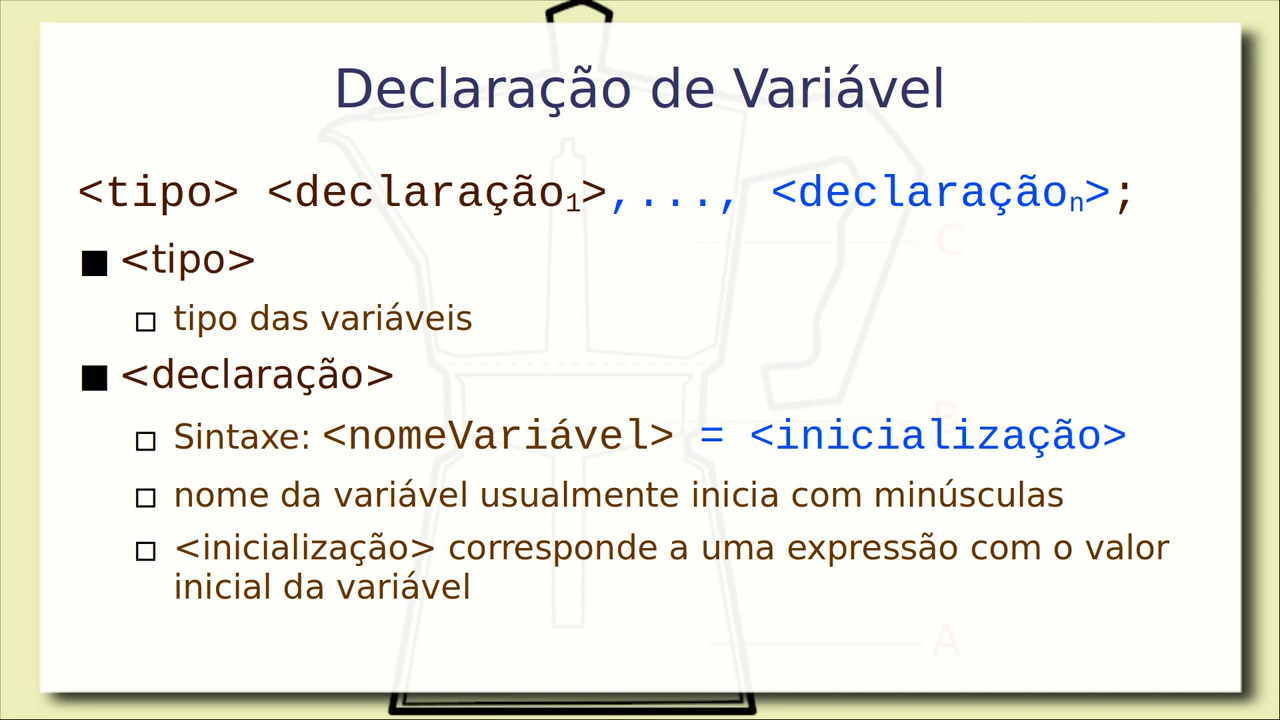 Declaração de Variável
<tipo> <declaração1>,..., <declaraçãon>;
■ <tipo>
□ tipo das variáveis
■ <declaração>
□ Sintaxe: <nomeVariável> = <inicialização>
□ nome da variável usualmente inicia com minúsculas
□ <inicialização> corresponde a uma expressão com o valor
inicial da variável
C
B
A